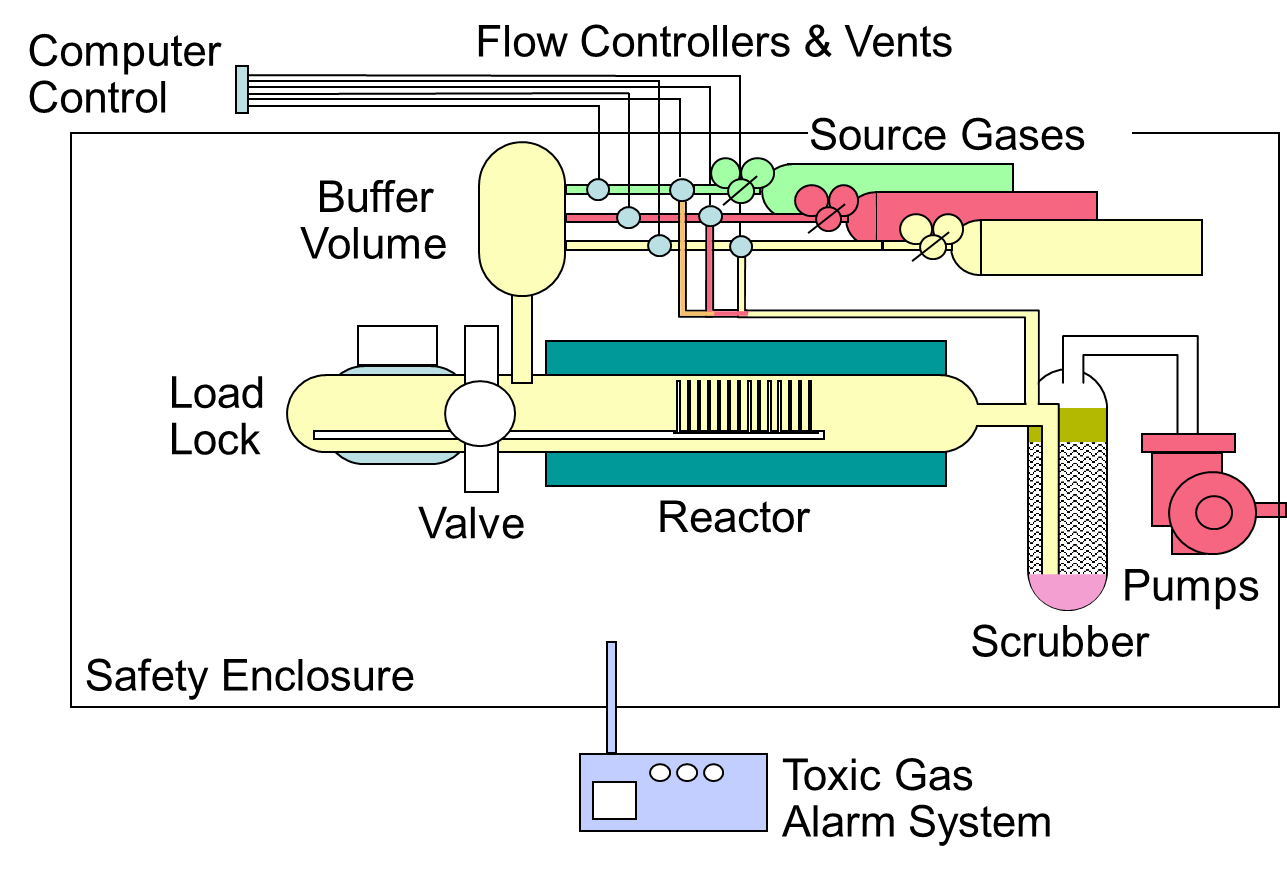 Computer
Control
Flow Controllers & Vents
Source Gases
Buffer
Volume
Load
Lock
Valve
Reactor
Pumps
Scrubber
Safety Enclosure
Toxic Gas
Alarm System